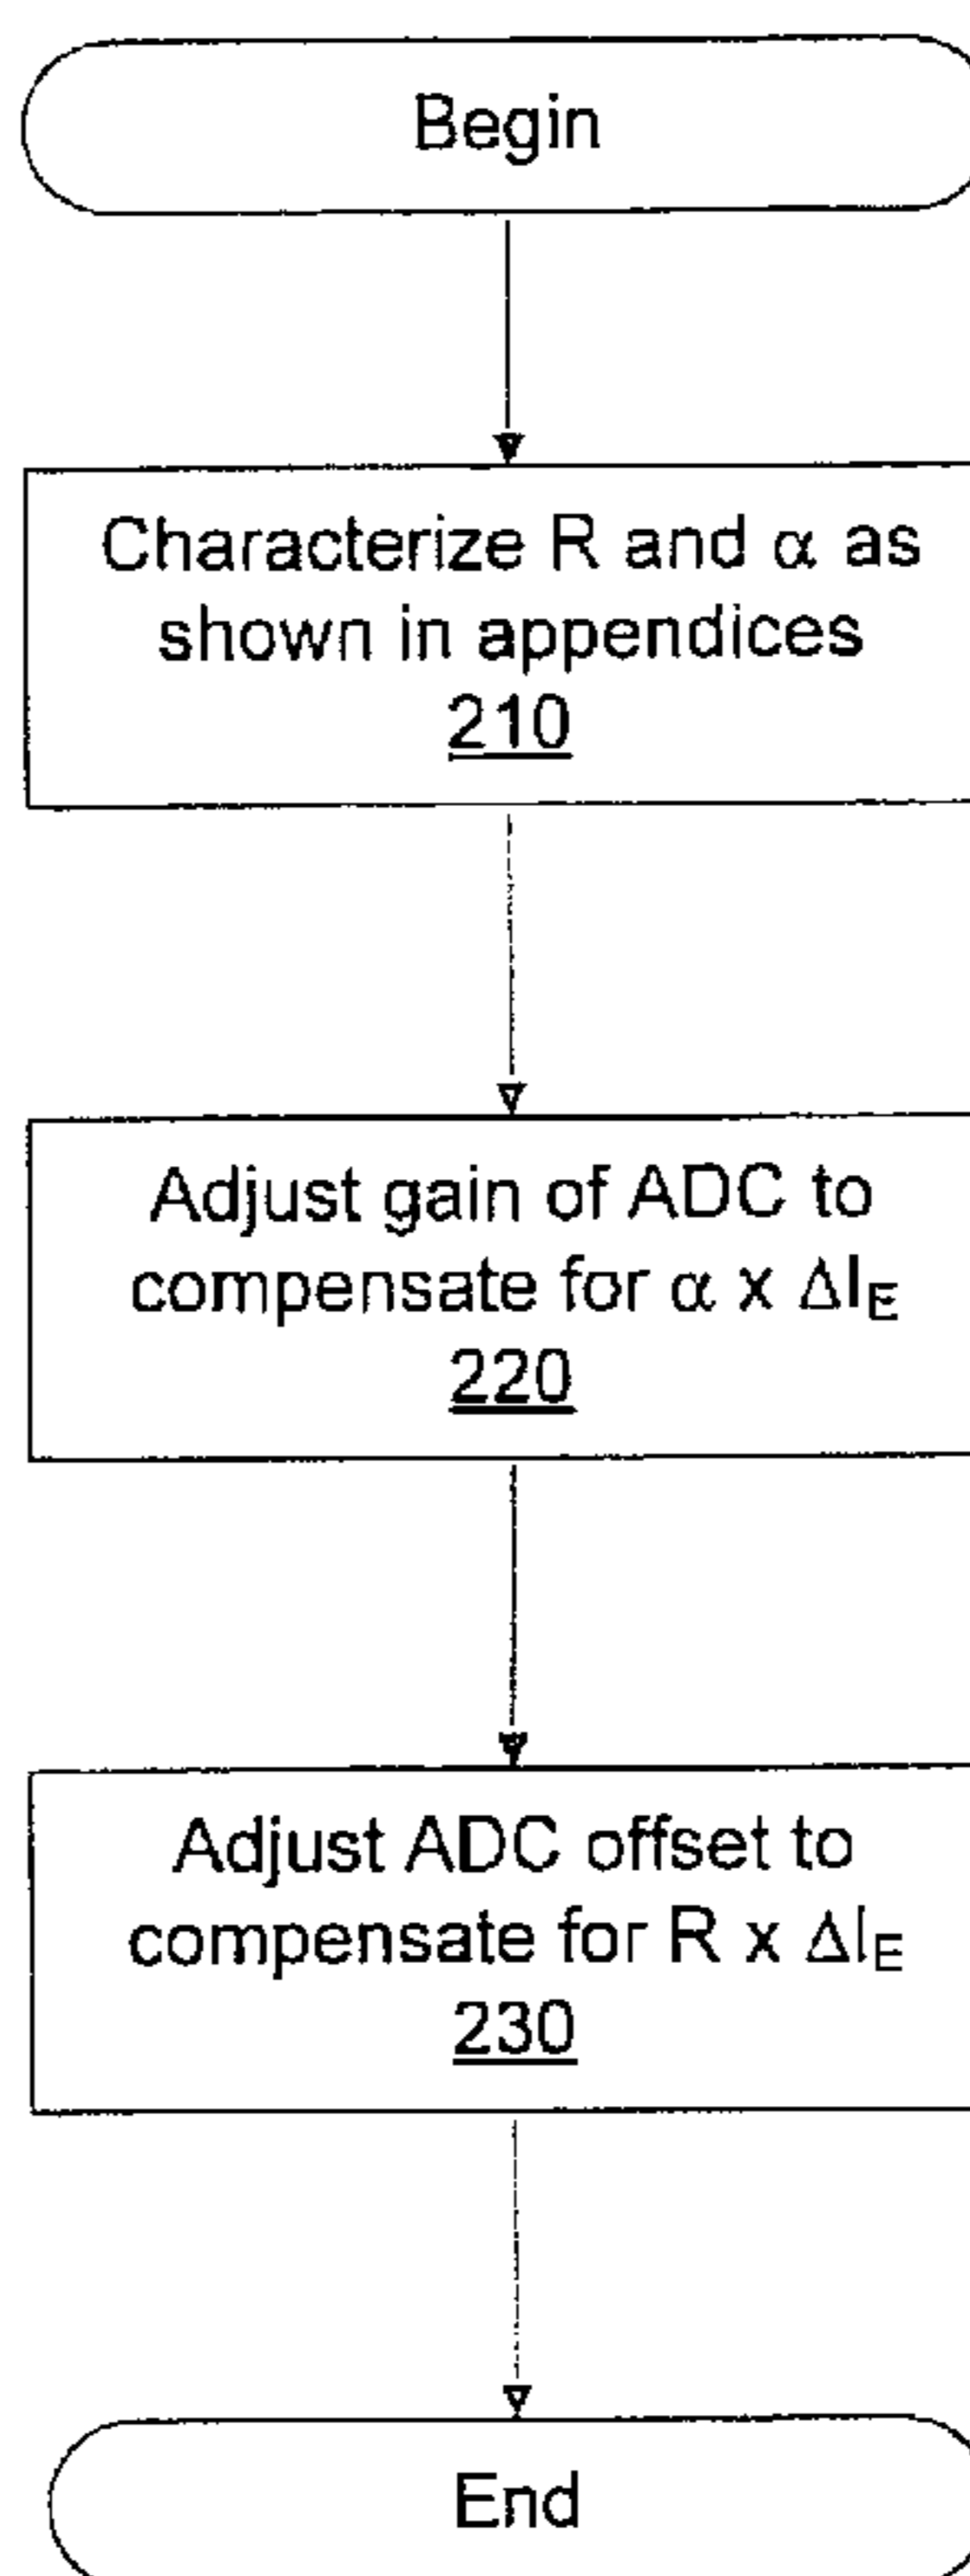 Begin
Characterize R and α as
shown in appendices
210
Adjust gain of ADC to
compensate for α x ΔI_E
220
Adjust ADC offset to
compensate for R x ΔI_E
230
End